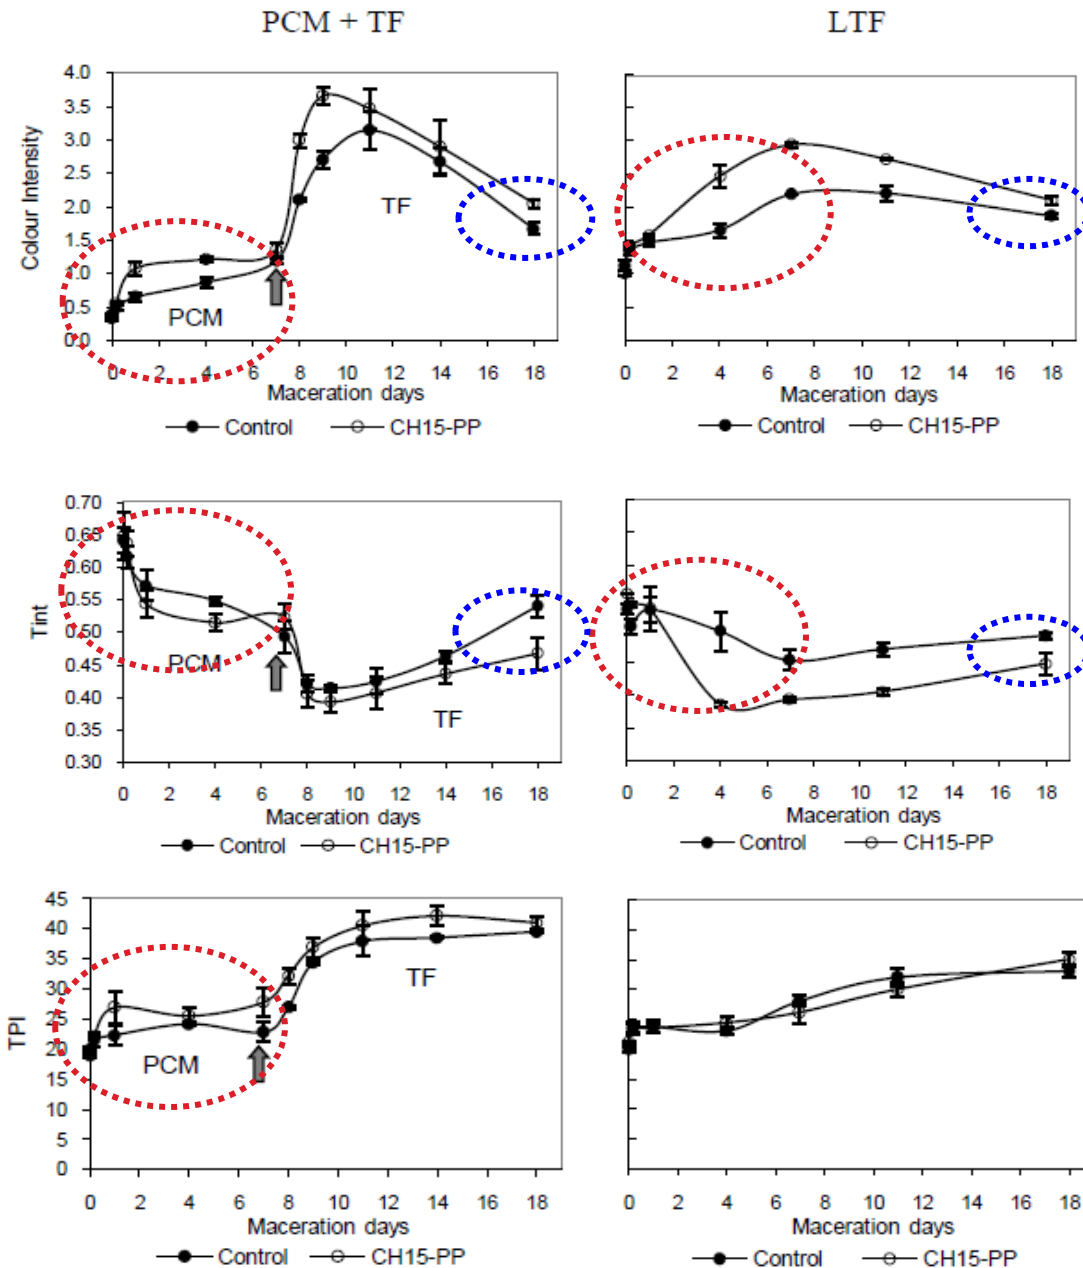 PCM + TF
LTF
Colour Intensity
4.0
3.5
3.0
2.5
2.0
1.5
1.0
0.5
0.0
TF
PCM
0 2 4 6 8 10 12 14 16 18
Maceration days
Control CH15-PP
0 2 4 6 8 10 12 14 16 18
Maceration days
Control CH15-PP
Tint
0.70
0.65
0.60
0.55
0.50
0.45
0.40
0.35
0.30
PCM
TF
0 2 4 6 8 10 12 14 16 18
Maceration days
Control CH15-PP
0 2 4 6 8 10 12 14 16 18
Maceration days
Control CH15-PP
TPI
45
40
35
30
25
20
15
10
5
0
TF
PCM
0 2 4 6 8 10 12 14 16 18
Maceration days
Control CH15-PP
0 2 4 6 8 10 12 14 16 18
Maceration days
Control CH15-PP